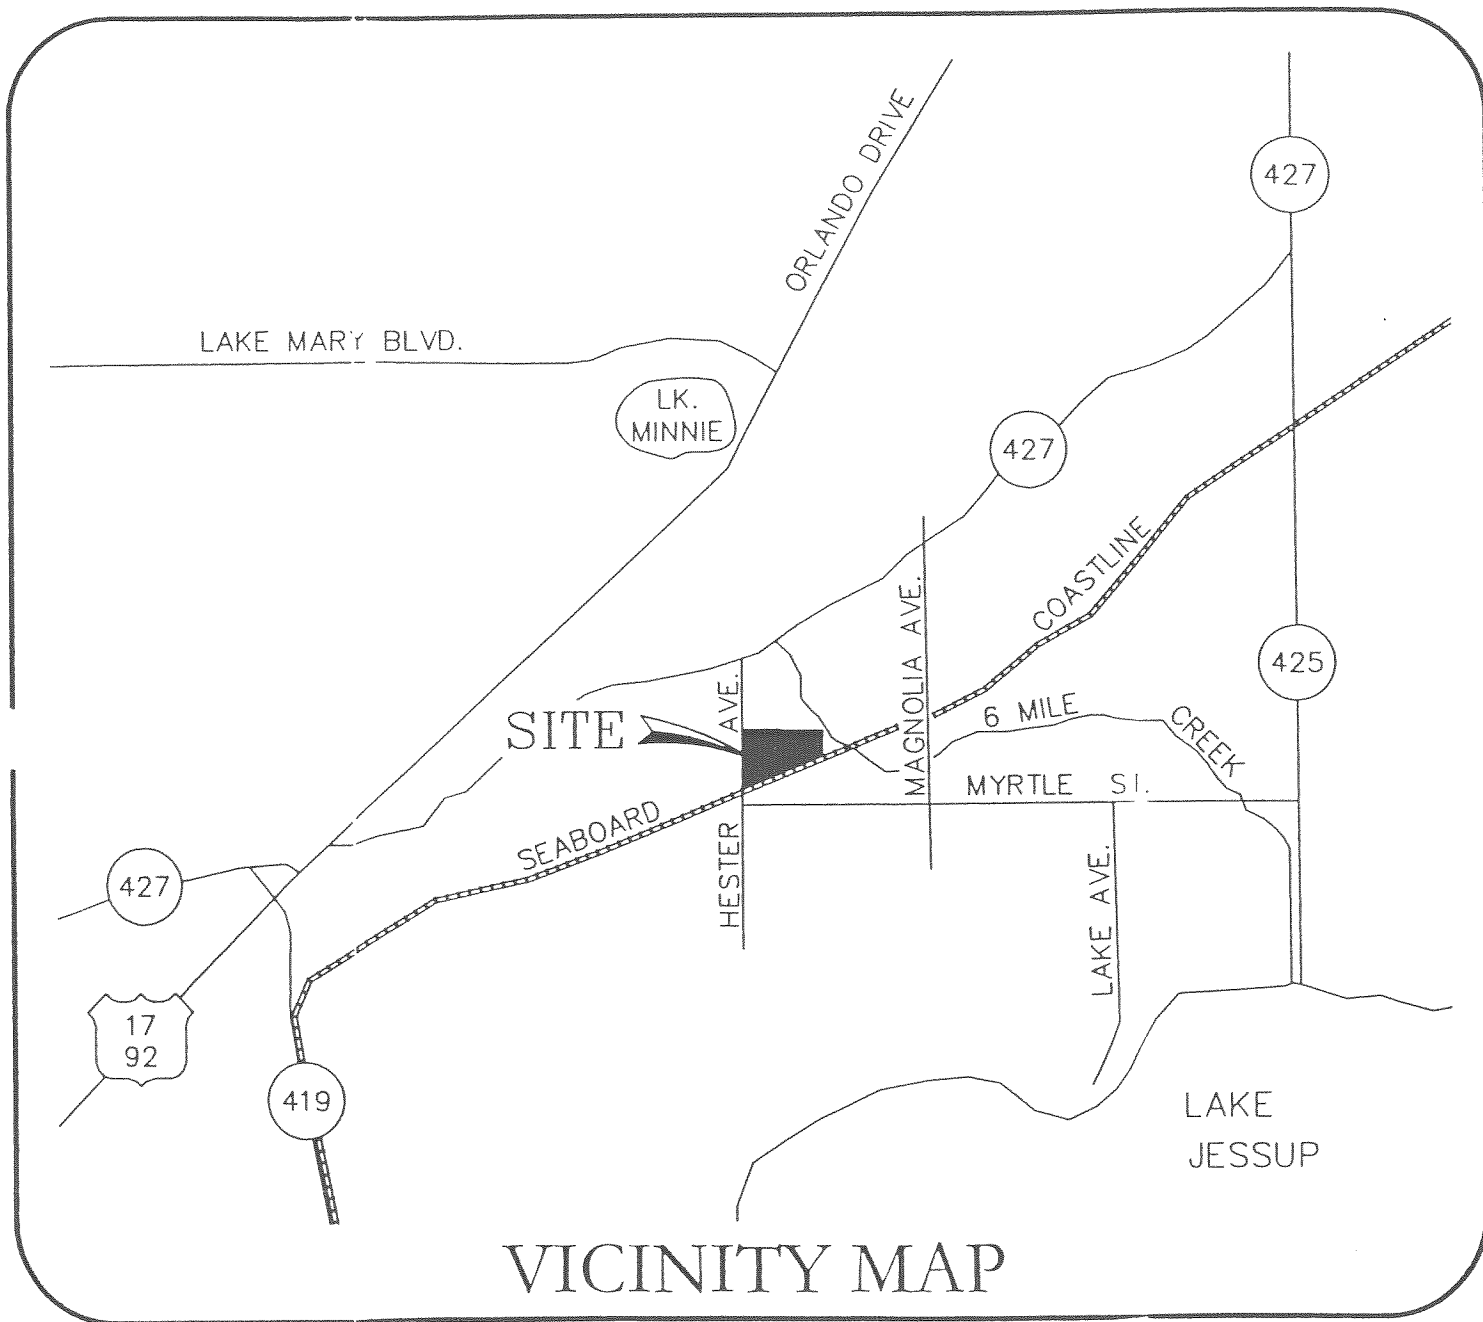 427
ORLANDO DRIVE
LAKE MARY BLVD.
LK.
MINNIE
427
COASTLINE
MAGNOLIA AVE.
425
HESTER AVE.
SITE
6 MILE CREEK
MYRTLE ST.
SEABOARD
LAKE AVE.
427
17
92
419
LAKE
JESSUP
VICINITY MAP